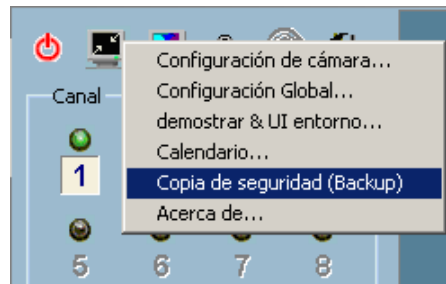 Configuración de cámara...
Configuración Global...
demostrar & UI entorno...
Calendario...
Copia de seguridad (Backup)
Acerca de...
Canal
1
5 6 7 8